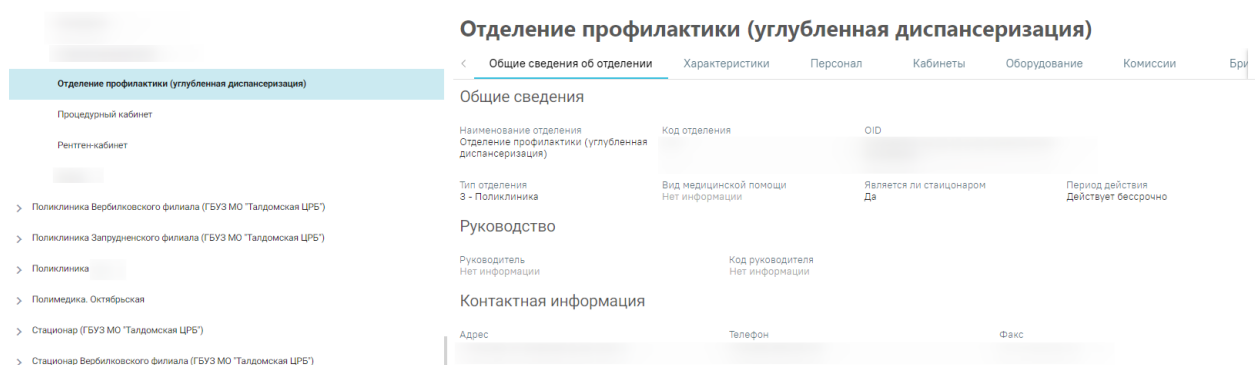 Отделение профилактики (углубленная диспансеризация)
Процедурный кабинет
Рентген-кабинет
Поликлиника Вербилковского филиала (ГБУЗ МО "Талдомская ЦРБ")
Поликлиника Запрудненского филиала (ГБУЗ МО "Талдомская ЦРБ")
Поликлиника
Полимедика. Октябрьская
Стационар (ГБУЗ МО "Талдомская ЦРБ")
Стационар Вербилковского филиала (ГБУЗ МО "Талдомская ЦРБ")
Отделение профилактики (углубленная диспансеризация)
Общие сведения об отделении Характеристики Персонал Кабинеты Оборудование Комиссии Бри
Общие сведения
Наименование отделения Код отделения OID
Отделение профилактики (углубленная
диспансеризация)
Тип отделения Вид медицинской помощи Является ли стаицонаром Период действия
3 - Поликлиника Нет информации Да Действует бессрочно
Руководство
Руководитель Код руководителя
Нет информации Нет информации
Контактная информация
Адрес Телефон Факс